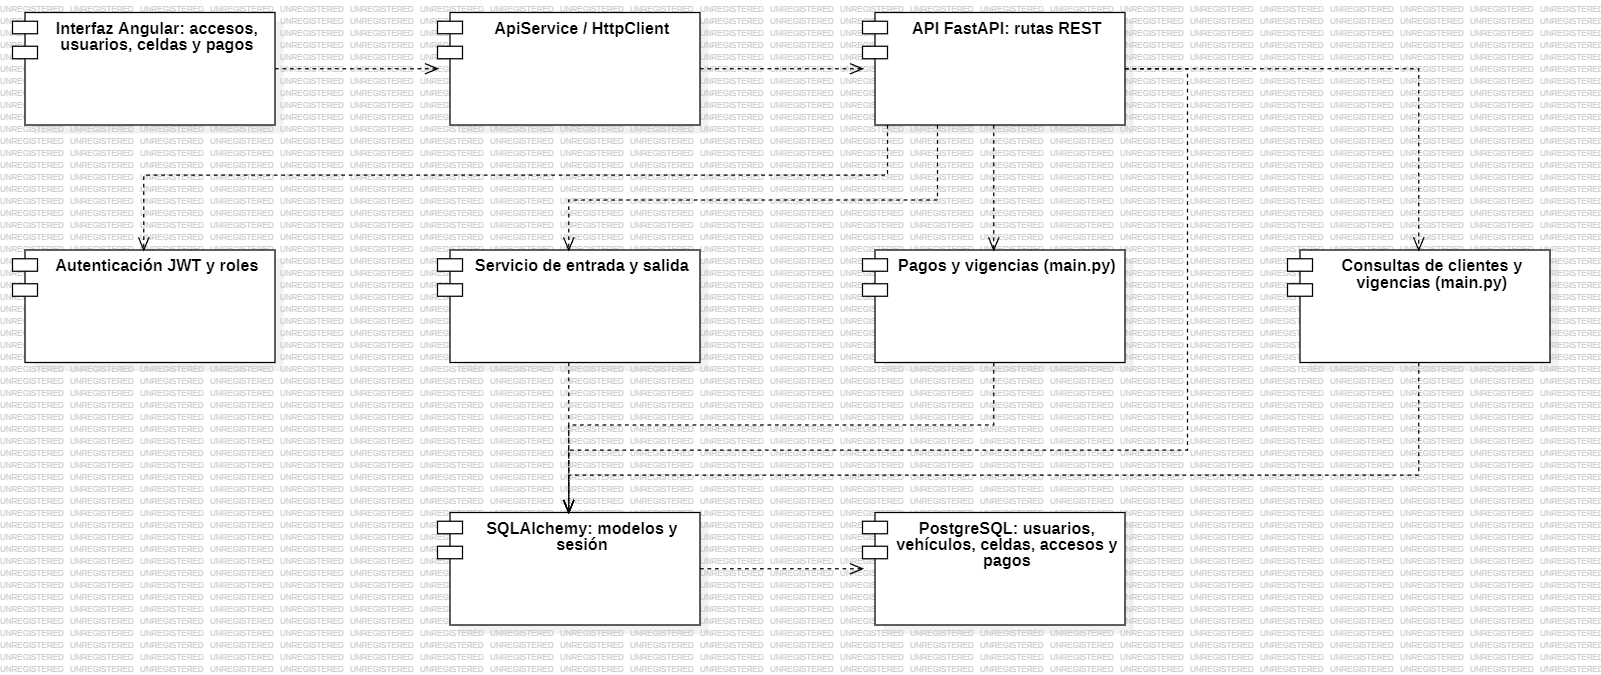 Interfaz Angular: accesos,
usuarios, celdas y pagos
ApiService / HttpClient
API FastAPI: rutas REST
Autenticación JWT y roles
Servicio de entrada y salida
Pagos y vigencias (main.py)
Consultas de clientes y
vigencias (main.py)
SQLAlchemy: modelos y
sesión
PostgreSQL: usuarios,
vehículos, celdas, accesos y
pagos
UNREGISTERED